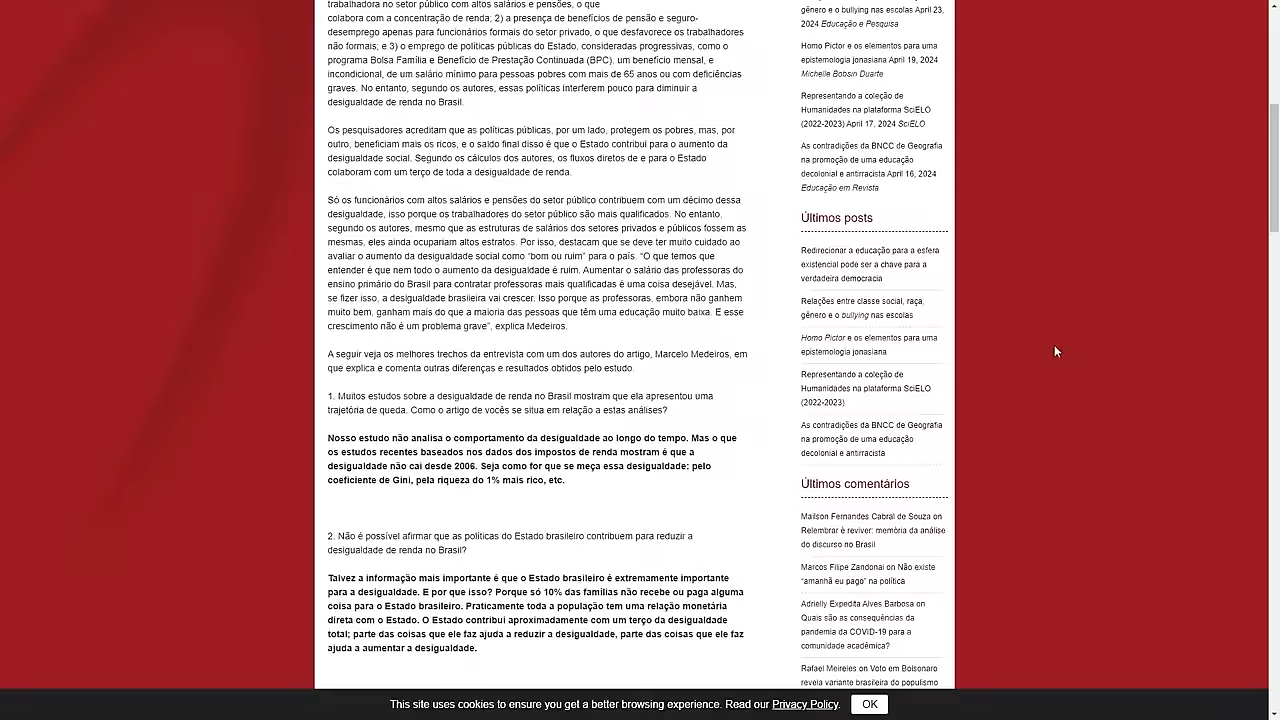 trabalhadora no setor público com altos salários e pensões, o que
colabora com a concentração de renda; 2) a presença de benefícios de pensão e seguro-
desemprego apenas para funcionários formais do setor privado, o que desfavorece os trabalhadores
não formais; e 3) o emprego de políticas públicas do Estado, consideradas progressivas, como o
programa Bolsa Família e Benefício de Prestação Continuada (BPC), um benefício mensal, e
incondicional, de um salário mínimo para pessoas pobres com mais de 65 anos ou com deficiências
graves. No entanto, segundo os autores, essas políticas interferem pouco para diminuir a
desigualdade de renda no Brasil.
Os pesquisadores acreditam que as políticas públicas, por um lado, protegem os pobres, mas, por
outro, beneficiam mais os ricos, e o saldo final disso é que o Estado contribui para o aumento da
desigualdade social. Segundo os cálculos dos autores, os fluxos diretos de e para o Estado
colaboram com um terço de toda a desigualdade de renda.
Só os funcionários com altos salários e pensões do setor público contribuem com um décimo dessa
desigualdade, isso porque os trabalhadores do setor público são mais qualificados. No entanto,
segundo os autores, mesmo que as estruturas de salários dos setores privados e públicos fossem as
mesmas, eles ainda ocupariam altos estratos. Por isso, destacam que se deve ter muito cuidado ao
avaliar o aumento da desigualdade social como “bom ou ruim” para o país. “O que temos que
entender é que nem todo o aumento da desigualdade é ruim. Aumentar o salário das professoras do
ensino primário do Brasil para contratar professoras mais qualificadas é uma coisa desejável. Mas,
se fizer isso, a desigualdade brasileira vai crescer. Isso porque as professoras, embora não ganhem
muito bem, ganham mais do que a maioria das pessoas que têm uma educação muito baixa. E esse
crescimento não é um problema grave”, explica Medeiros.
A seguir veja os melhores trechos da entrevista com um dos autores do artigo, Marcelo Medeiros, em
que explica e comenta outras diferenças e resultados obtidos pelo estudo.
1. Muitos estudos sobre a desigualdade de renda no Brasil mostram que ela apresentou uma
trajetória de queda. Como o artigo de vocês se situa em relação a estas análises?
Nosso estudo não analisa o comportamento da desigualdade ao longo do tempo. Mas o que
os estudos recentes baseados nos dados dos impostos de renda mostram é que a
desigualdade não cai desde 2006. Seja como for que se meça essa desigualdade: pelo
coeficiente de Gini, pela riqueza do 1% mais rico, etc.
2. Não é possível afirmar que as políticas do Estado brasileiro contribuem para reduzir a
desigualdade de renda no Brasil?
Talvez a informação mais importante é que o Estado brasileiro é extremamente importante
para a desigualdade. E por que isso? Porque só 10% das famílias não recebe ou paga alguma
coisa para o Estado brasileiro. Praticamente toda a população tem uma relação monetária
direta com o Estado. O Estado contribui aproximadamente com um terço da desigualdade
total; parte das coisas que ele faz ajuda a reduzir a desigualdade, parte das coisas que ele faz
ajuda a aumentar a desigualdade.
gênero e o bullying nas escolas April 23,
2024 Educação e Pesquisa
Homo Pictor e os elementos para uma
epistemologia jonasiana April 19, 2024
Michelle Bobsin Duarte
Representando a coleção de
Humanidades na plataforma SciELO
(2022-2023) April 17, 2024 SciELO
As contradições da BNCC de Geografia
na promoção de uma educação
decolonial e antirracista April 16, 2024
Educação em Revista
Últimos posts
Redirecionar a educação para a esfera
existencial pode ser a chave para a
verdadeira democracia
Relações entre classe social, raça,
gênero e o bullying nas escolas
Homo Pictor e os elementos para uma
epistemologia jonasiana
Representando a coleção de
Humanidades na plataforma SciELO
(2022-2023)
As contradições da BNCC de Geografia
na promoção de uma educação
decolonial e antirracista
Últimos comentários
Mailson Fernandes Cabral de Souza on
Relembrar é reviver: memória da análise
do discurso no Brasil
Marcos Filipe Zandonai on Não existe
“amanhã eu pago” na política
Adrielly Expedita Alves Barbosa on
Quais são as consequências da
pandemia da COVID-19 para a
comunidade acadêmica?
Rafael Meireles on Voto em Bolsonaro
revela variante brasileira do populismo
This site uses cookies to ensure you get a better browsing experience. Read our Privacy Policy. OK